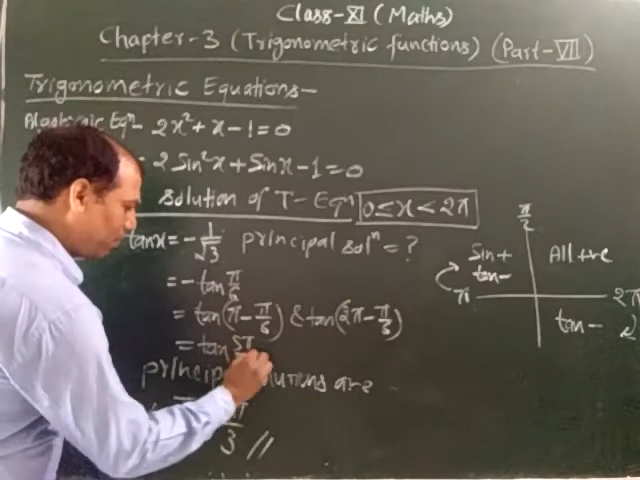 Class-XI (Maths)
Chapter-3 (Trigonometric functions) (Part-VII)
Trigonometric Equations-
Algebraic Eqn- 2x²+x-1=0
- 2 Sin²x + Sinx - 1 = 0
solution of T-Eqn 0≤x<2π
tanx = -1/√3 principal solⁿ = ?
= -tan π/6
= tan(π - π/6) & tan(2π - π/6)
= tan 5π
principal solutions are
π/3 //
π/2
Sin+ All +ve
tan-
π 2π
tan-